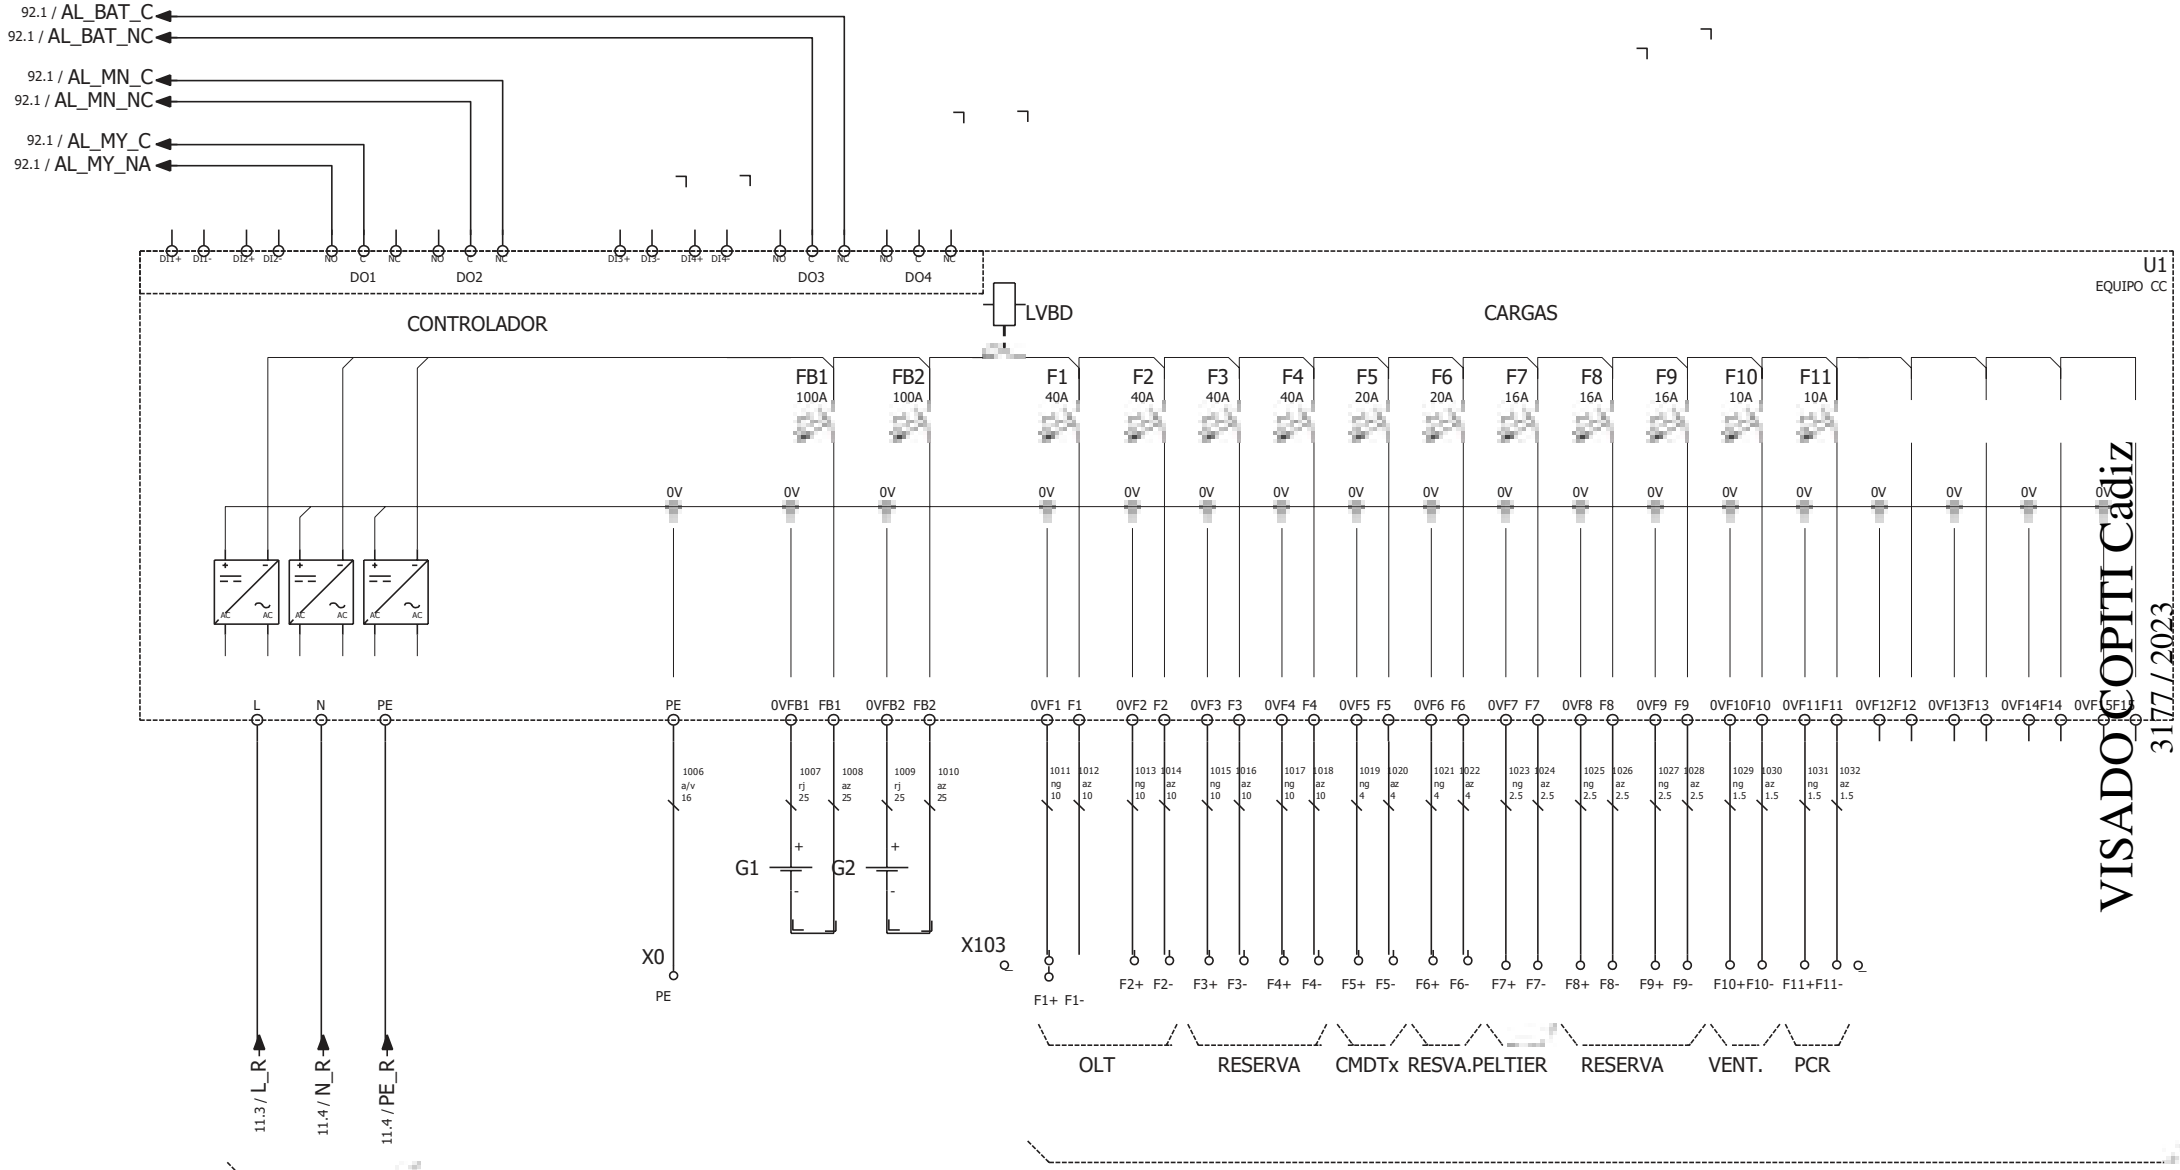 92.1 / AL_BAT_C
92.1 / AL_BAT_NC
92.1 / AL_MN_C
92.1 / AL_MN_NC
92.1 / AL_MY_C
92.1 / AL_MY_NA
DI1+ DI1- DI2+ DI2- NO C NC NO C NC DI3+ DI3- DI4+ DI4- NO C NC NO C NC
DO1 DO2 DO3 DO4
U1
EQUIPO CC
CONTROLADOR
LVBD
CARGAS
FB1 FB2 F1 F2 F3 F4 F5 F6 F7 F8 F9 F10 F11
100A 100A 40A 40A 40A 40A 20A 20A 16A 16A 16A 10A 10A
0V 0V 0V 0V 0V 0V 0V 0V 0V 0V 0V 0V 0V 0V 0V 0V 0V 0V
+ - + - + -
AC AC AC AC AC AC
L N PE PE 0VFB1 FB1 0VFB2 FB2 0VF1 F1 0VF2 F2 0VF3 F3 0VF4 F4 0VF5 F5 0VF6 F6 0VF7 F7 0VF8 F8 0VF9 F9 0VF10F10 0VF11F11 0VF12F12 0VF13F13 0VF14F14 0VF15F15
1006 1007 1008 1009 1010 1011 1012 1013 1014 1015 1016 1017 1018 1019 1020 1021 1022 1023 1024 1025 1026 1027 1028 1029 1030 1031 1032
a/v rj az rj az ng az ng az ng az ng az ng az ng az ng az ng az ng az ng az ng az
16 25 25 25 25 10 10 10 10 10 10 10 10 4 4 4 4 2.5 2.5 2.5 2.5 2.5 2.5 1.5 1.5 1.5 1.5
+ +
G1 G2
- -
X0 X103
PE
F1+ F1- F2+ F2- F3+ F3- F4+ F4- F5+ F5- F6+ F6- F7+ F7- F8+ F8- F9+ F9- F10+F10- F11+F11-
OLT RESERVA CMDTx RESVA.PELTIER RESERVA VENT. PCR
11.3 / L_R
11.4 / N_R
11.4 / PE_R
VISADO COPITI Cadiz
3177 / 2023